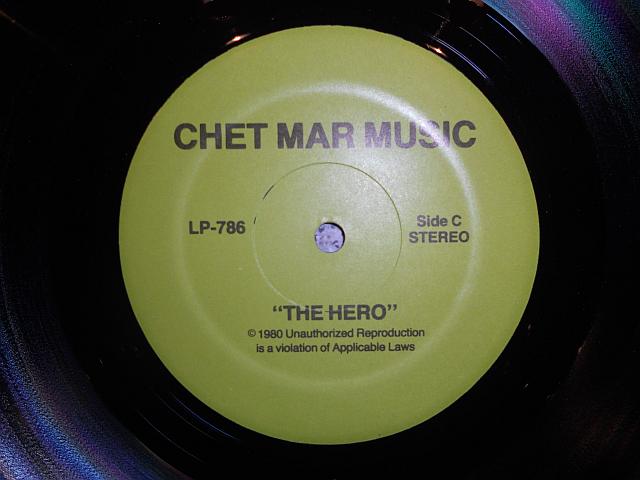 CHET MAR MUSIC
LP-786
Side C
STEREO
“THE HERO”
© 1980 Unauthorized Reproduction
is a violation of Applicable Laws